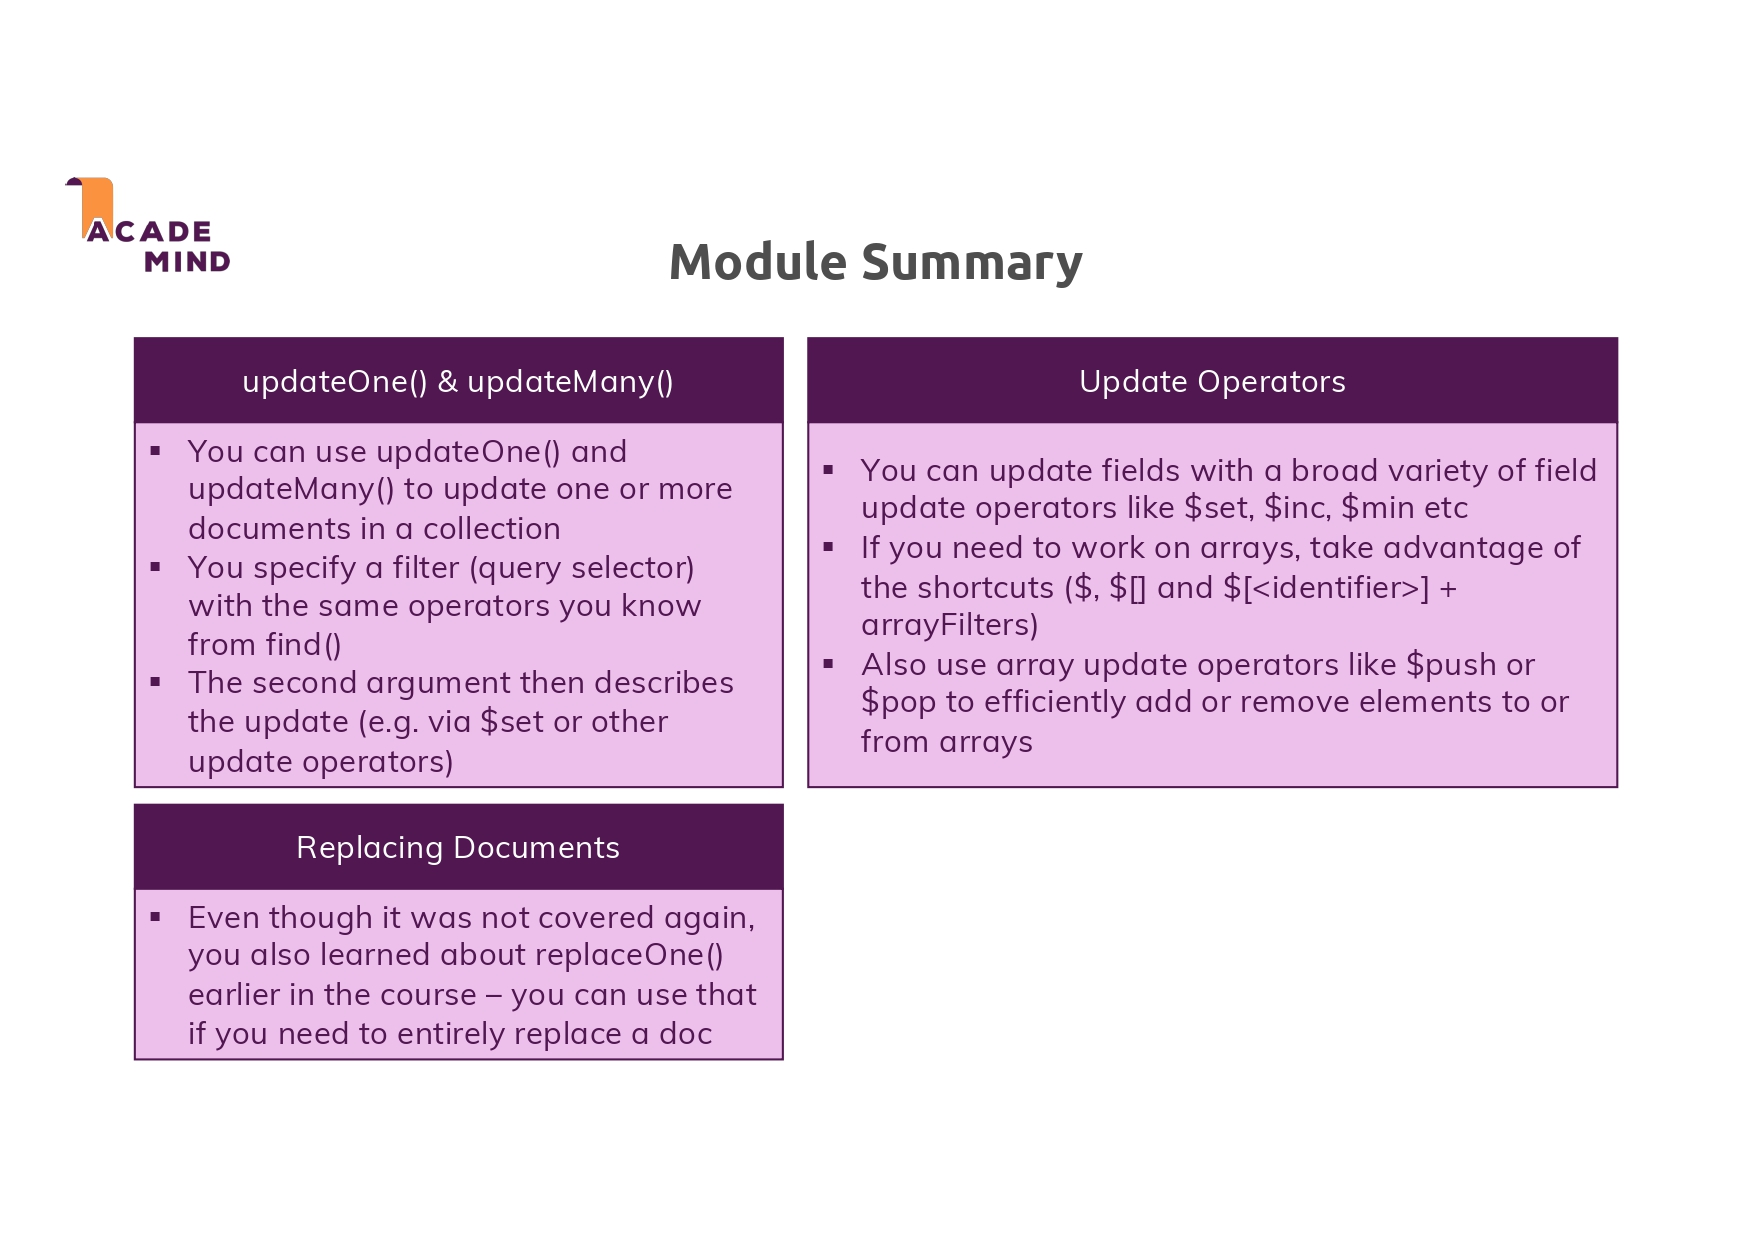 ACADE
MIND
Module Summary
updateOne() & updateMany()
▪ You can use updateOne() and
updateMany() to update one or more
documents in a collection
▪ You specify a filter (query selector)
with the same operators you know
from find()
▪ The second argument then describes
the update (e.g. via $set or other
update operators)
Update Operators
▪ You can update fields with a broad variety of field
update operators like $set, $inc, $min etc
▪ If you need to work on arrays, take advantage of
the shortcuts ($, $[] and $[<identifier>] +
arrayFilters)
▪ Also use array update operators like $push or
$pop to efficiently add or remove elements to or
from arrays
Replacing Documents
▪ Even though it was not covered again,
you also learned about replaceOne()
earlier in the course – you can use that
if you need to entirely replace a doc